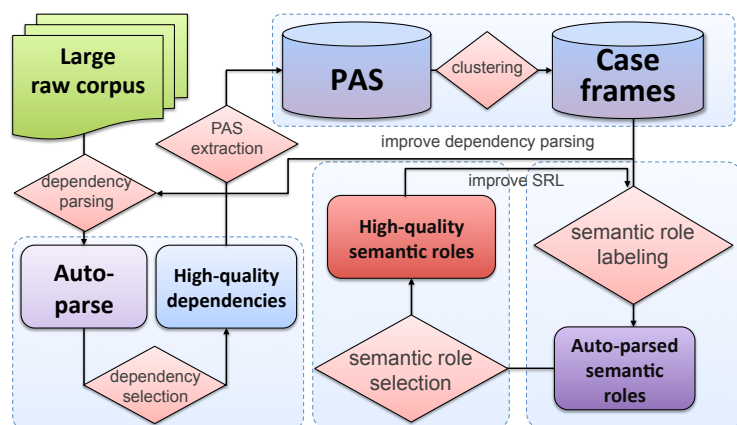 Large
raw corpus
PAS
clustering
Case
frames
PAS
extraction
improve dependency parsing
dependency
parsing
improve SRL
High-quality
semantic roles
semantic role
labeling
Auto-
parse
High-quality
dependencies
dependency
selection
semantic role
selection
Auto-parsed
semantic
roles